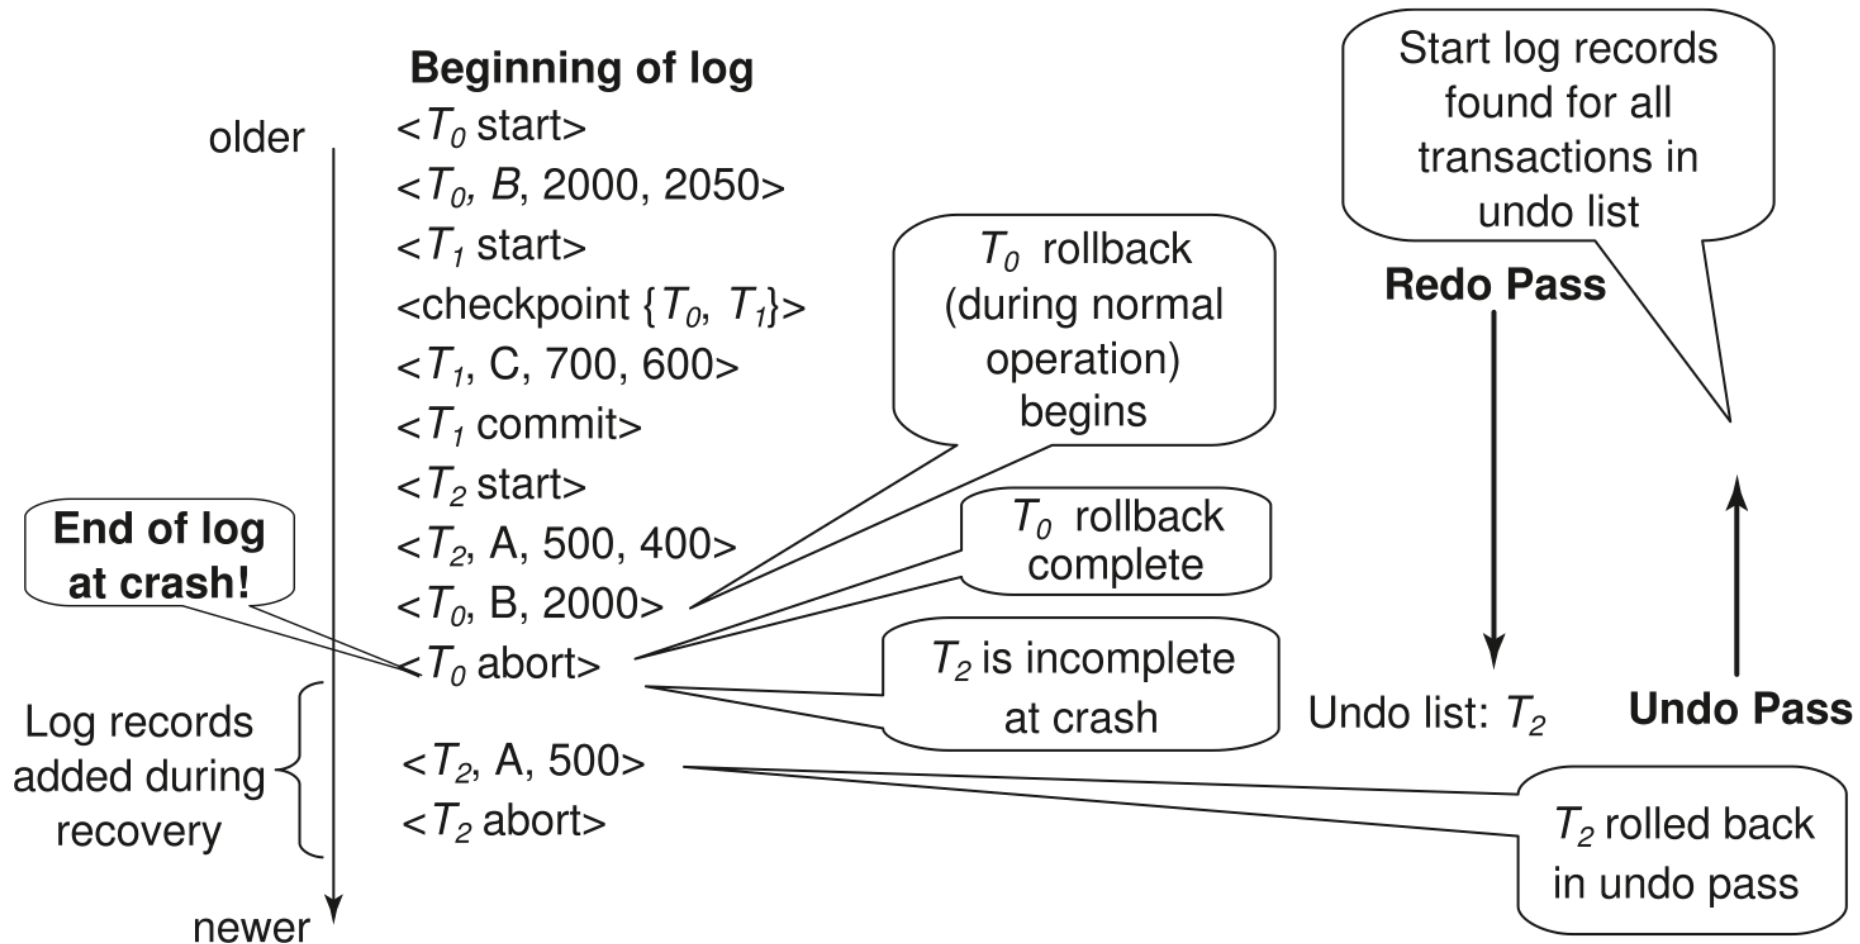 Beginning of log
older
<T0 start>
<T0, B, 2000, 2050>
<T1 start>
<checkpoint {T0, T1}>
<T1, C, 700, 600>
<T1 commit>
<T2 start>
<T2, A, 500, 400>
<T0, B, 2000>
<T0 abort>
<T2, A, 500>
<T2 abort>
newer
End of log
at crash!
Log records
added during
recovery
T0 rollback
(during normal
operation)
begins
T0 rollback
complete
T2 is incomplete
at crash
Start log records
found for all
transactions in
undo list
Redo Pass
Undo list: T2
Undo Pass
T2 rolled back
in undo pass